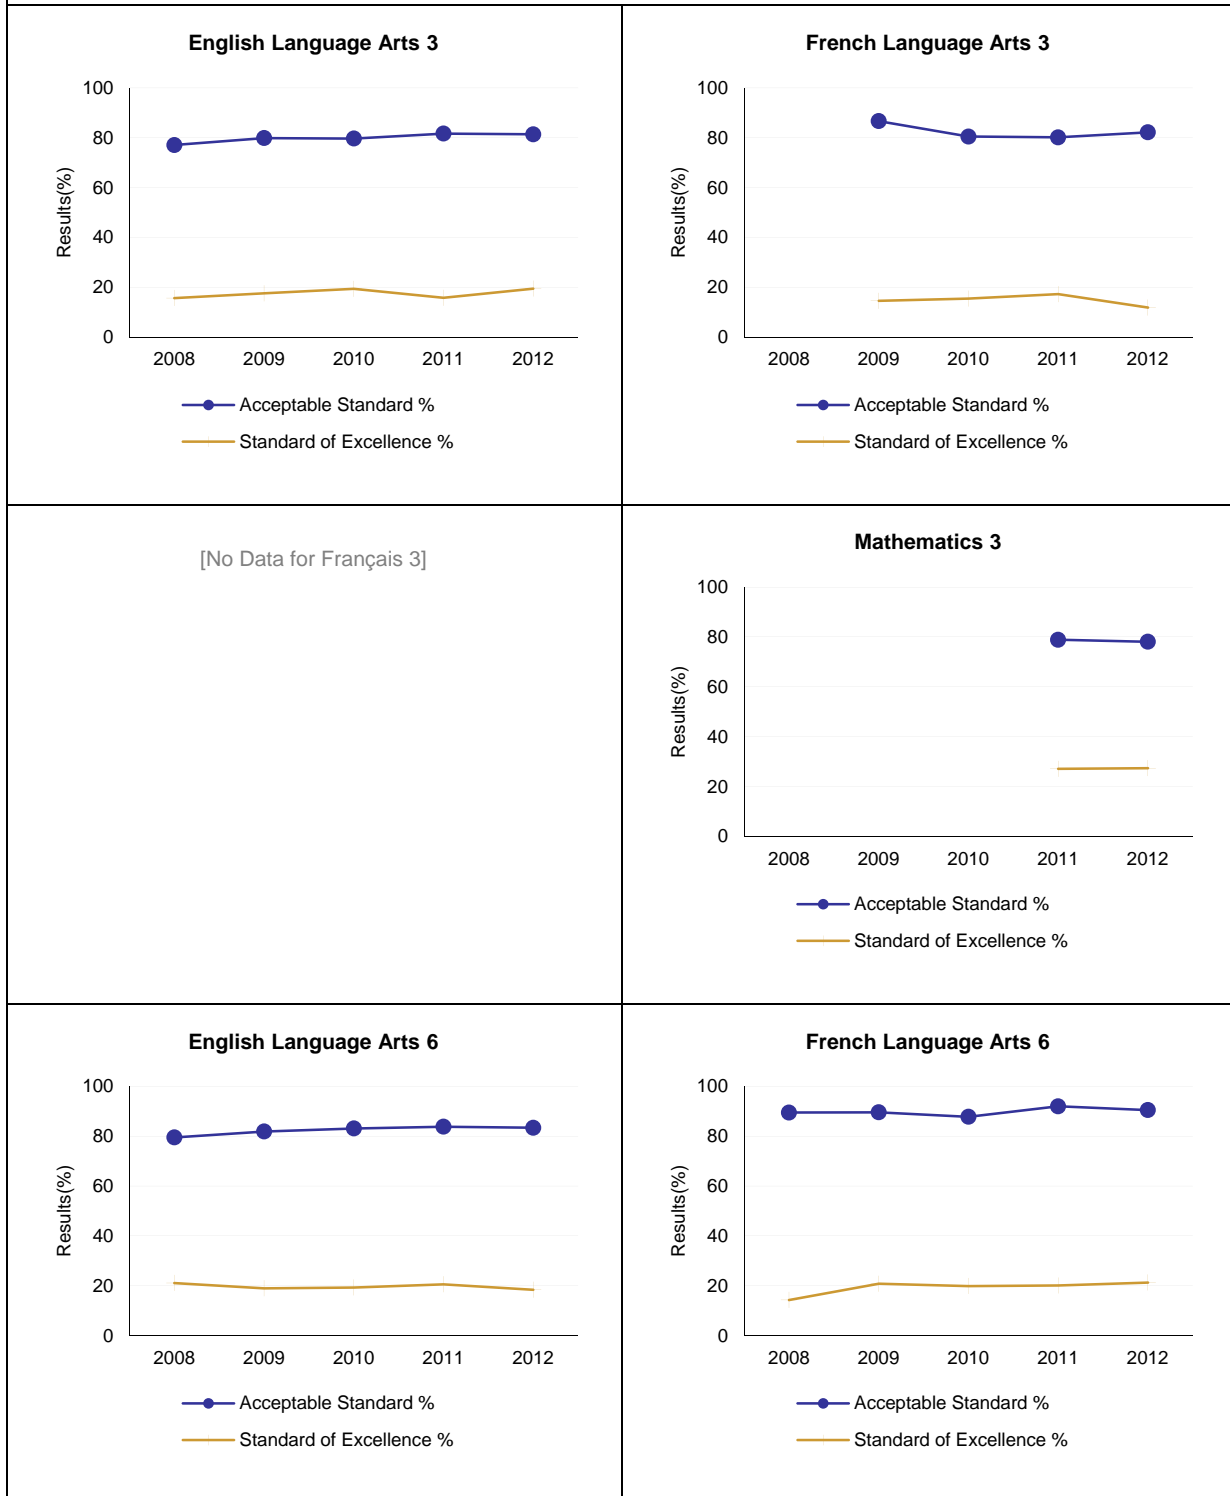 English Language Arts 3
100
80
60
40
20
0
Results(%)
2008 2009 2010 2011 2012
Acceptable Standard %
Standard of Excellence %
French Language Arts 3
100
80
60
40
20
0
Results(%)
2008 2009 2010 2011 2012
Acceptable Standard %
Standard of Excellence %
[No Data for Français 3]
Mathematics 3
100
80
60
40
20
0
Results(%)
2008 2009 2010 2011 2012
Acceptable Standard %
Standard of Excellence %
English Language Arts 6
100
80
60
40
20
0
Results(%)
2008 2009 2010 2011 2012
Acceptable Standard %
Standard of Excellence %
French Language Arts 6
100
80
60
40
20
0
Results(%)
2008 2009 2010 2011 2012
Acceptable Standard %
Standard of Excellence %